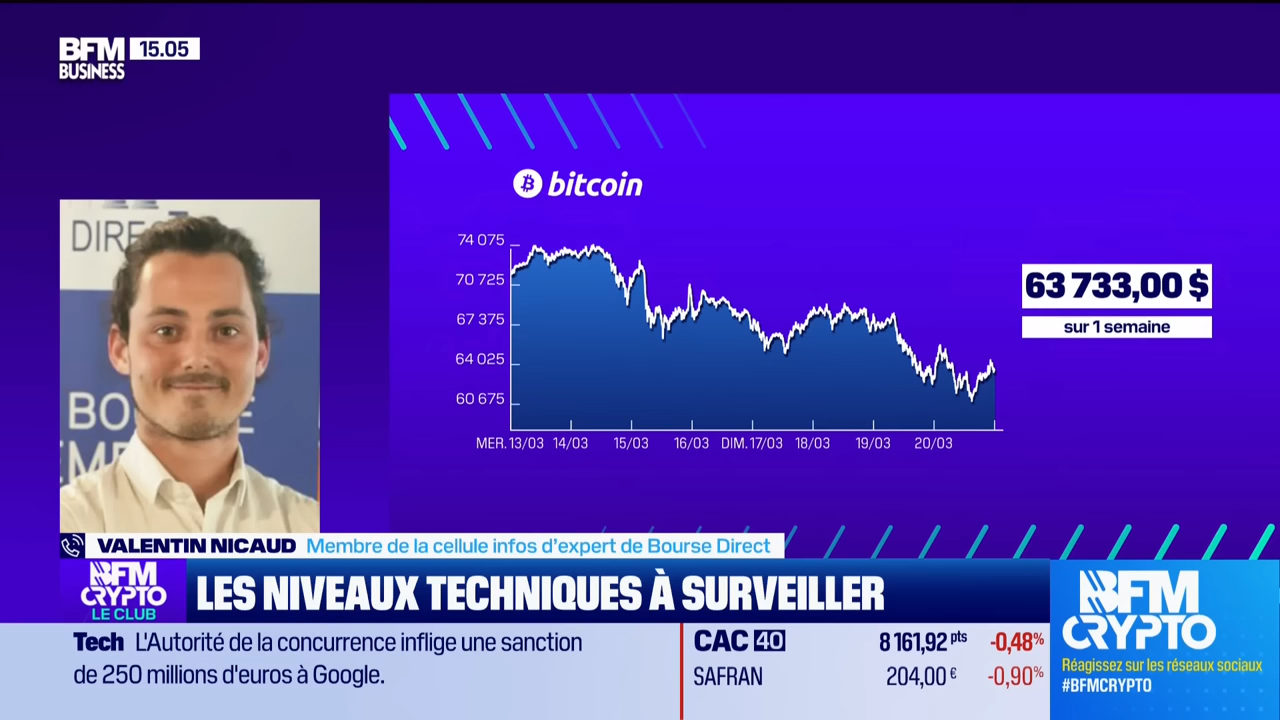 BFM
BUSINESS
15.05
DIRE
BO E
EME
bitcoin
74 075
70 725
67 375
64 025
60 675
MER.13/03 14/03 15/03 16/03 DIM.17/03 18/03 19/03 20/03
63 733,00 $
sur 1 semaine
VALENTIN NICAUD Membre de la cellule infos d'expert de Bourse Direct
BFM
CRYPTO
LE CLUB
LES NIVEAUX TECHNIQUES À SURVEILLER
Tech L'Autorité de la concurrence inflige une sanction
de 250 millions d'euros à Google.
CAC 40 8 161,92 pts -0,48%
SAFRAN 204,00 € -0,90%
BFM
CRYPTO
Réagissez sur les réseaux sociaux
#BFMCRYPTO